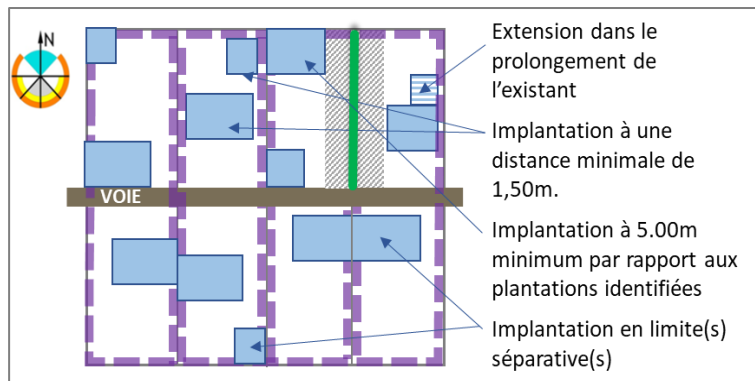 N
Extension dans le
prolongement de
l’existant
Implantation à une
distance minimale de
1,50m.
VOIE
Implantation à 5.00m
minimum par rapport aux
plantations identifiées
Implantation en limite(s)
séparative(s)